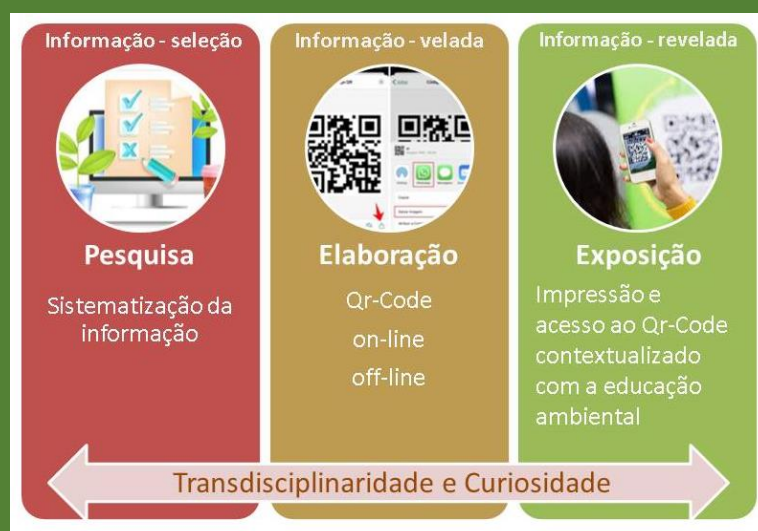 Informação - seleção
Pesquisa
Sistematização da
informação
Informação - velada
Elaboração
Qr-Code
on-line
off-line
Informação - revelada
Exposição
Impressão e
acesso ao Qr-Code
contextualizado
com a educação
ambiental
Transdisciplinaridade e Curiosidade